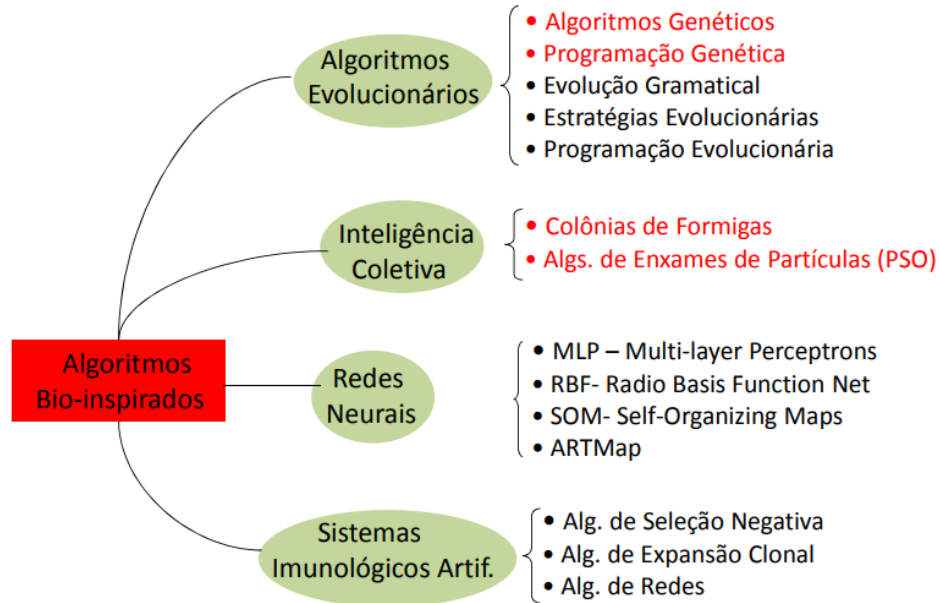 Algoritmos
Evolucionários
• Algoritmos Genéticos
• Programação Genética
• Evolução Gramatical
• Estratégias Evolucionárias
• Programação Evolucionária
Inteligência
Coletiva
• Colônias de Formigas
• Algs. de Enxames de Partículas (PSO)
Algoritmos
Bio-inspirados
Redes
Neurais
• MLP – Multi-layer Perceptrons
• RBF- Radio Basis Function Net
• SOM- Self-Organizing Maps
• ARTMap
Sistemas
Imunológicos Artif.
• Alg. de Seleção Negativa
• Alg. de Expansão Clonal
• Alg. de Redes